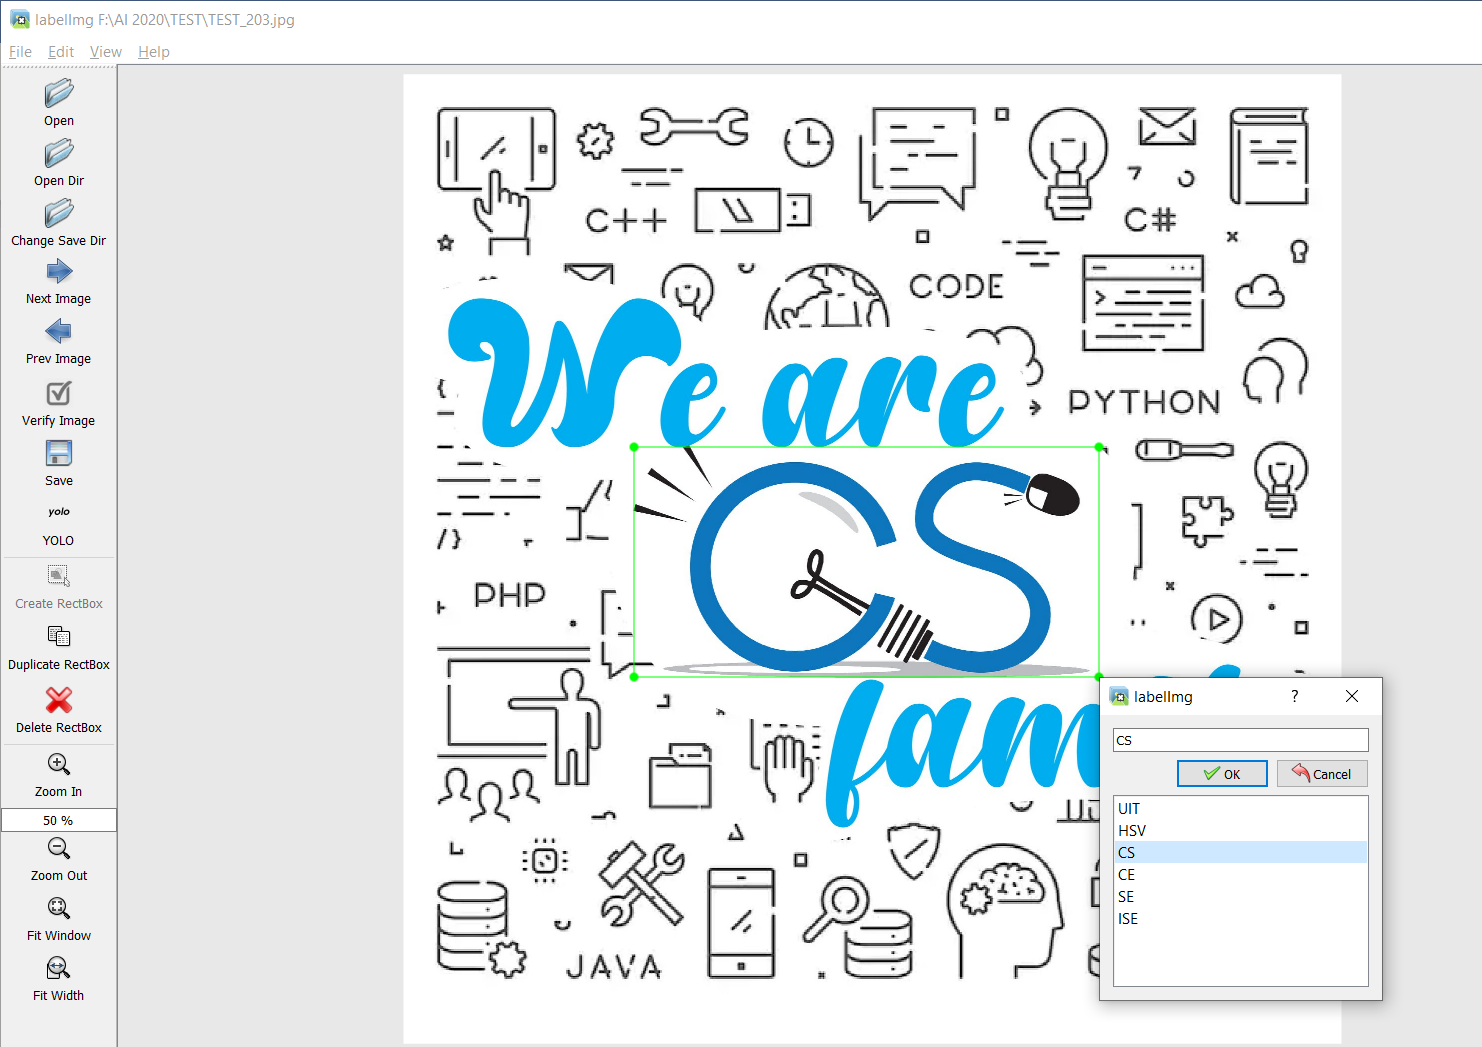 labelImg F:\AI 2020\TEST\TEST_203.jpg
File Edit View Help
Open
Open Dir
Change Save Dir
Next Image
Prev Image
Verify Image
Save
yolo
YOLO
Create RectBox
Duplicate RectBox
Delete RectBox
Zoom In
50 %
Zoom Out
Fit Window
Fit Width
C++
C#
CODE
We are
PYTHON
CS
PHP
fam
JAVA
labelImg ?
CS
OK Cancel
UIT
HSV
CS
CE
SE
ISE